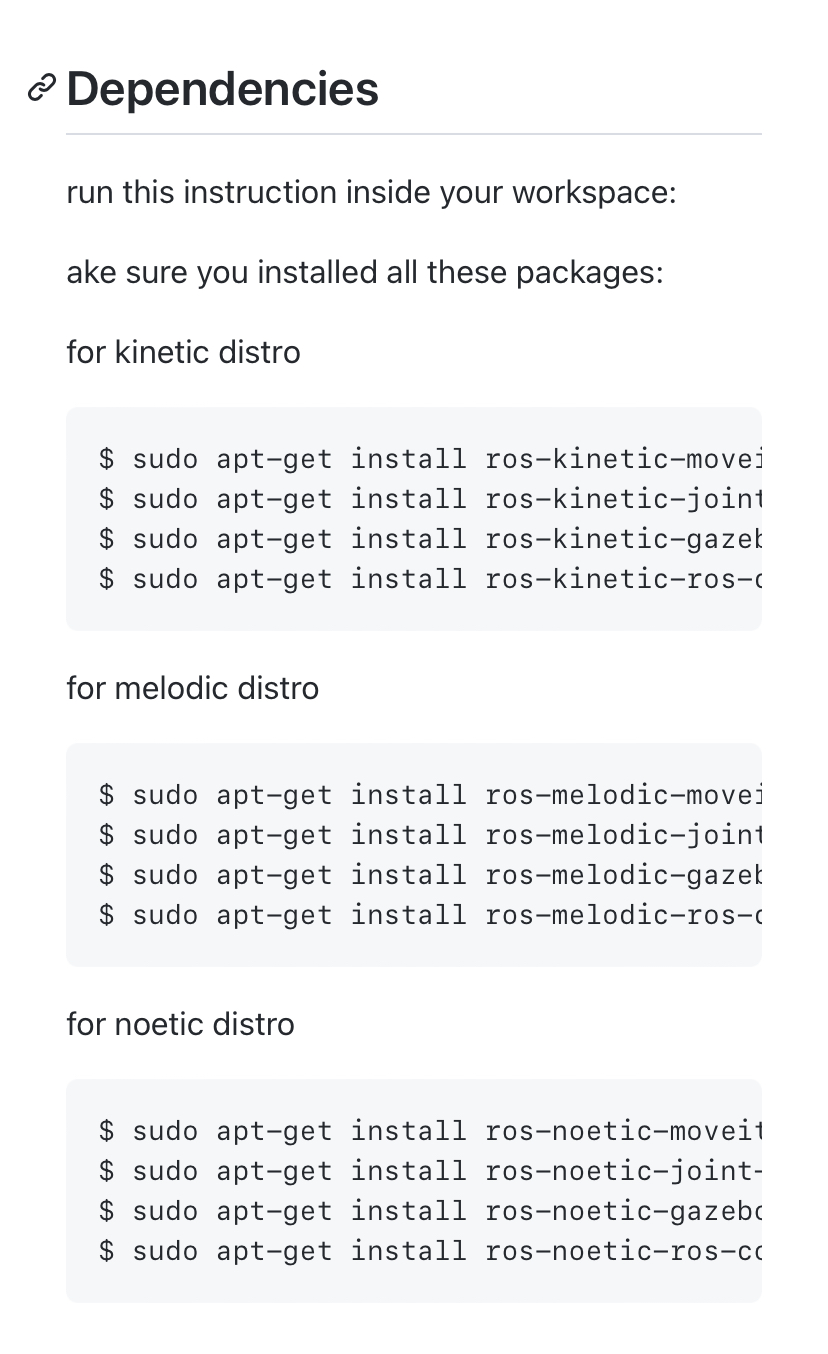 Dependencies
run this instruction inside your workspace:
ake sure you installed all these packages:
for kinetic distro
$ sudo apt-get install ros-kinetic-movei
$ sudo apt-get install ros-kinetic-joint
$ sudo apt-get install ros-kinetic-gazeb
$ sudo apt-get install ros-kinetic-ros-c
for melodic distro
$ sudo apt-get install ros-melodic-movei
$ sudo apt-get install ros-melodic-joint
$ sudo apt-get install ros-melodic-gazeb
$ sudo apt-get install ros-melodic-ros-c
for noetic distro
$ sudo apt-get install ros-noetic-moveit
$ sudo apt-get install ros-noetic-joint-
$ sudo apt-get install ros-noetic-gazebo
$ sudo apt-get install ros-noetic-ros-co